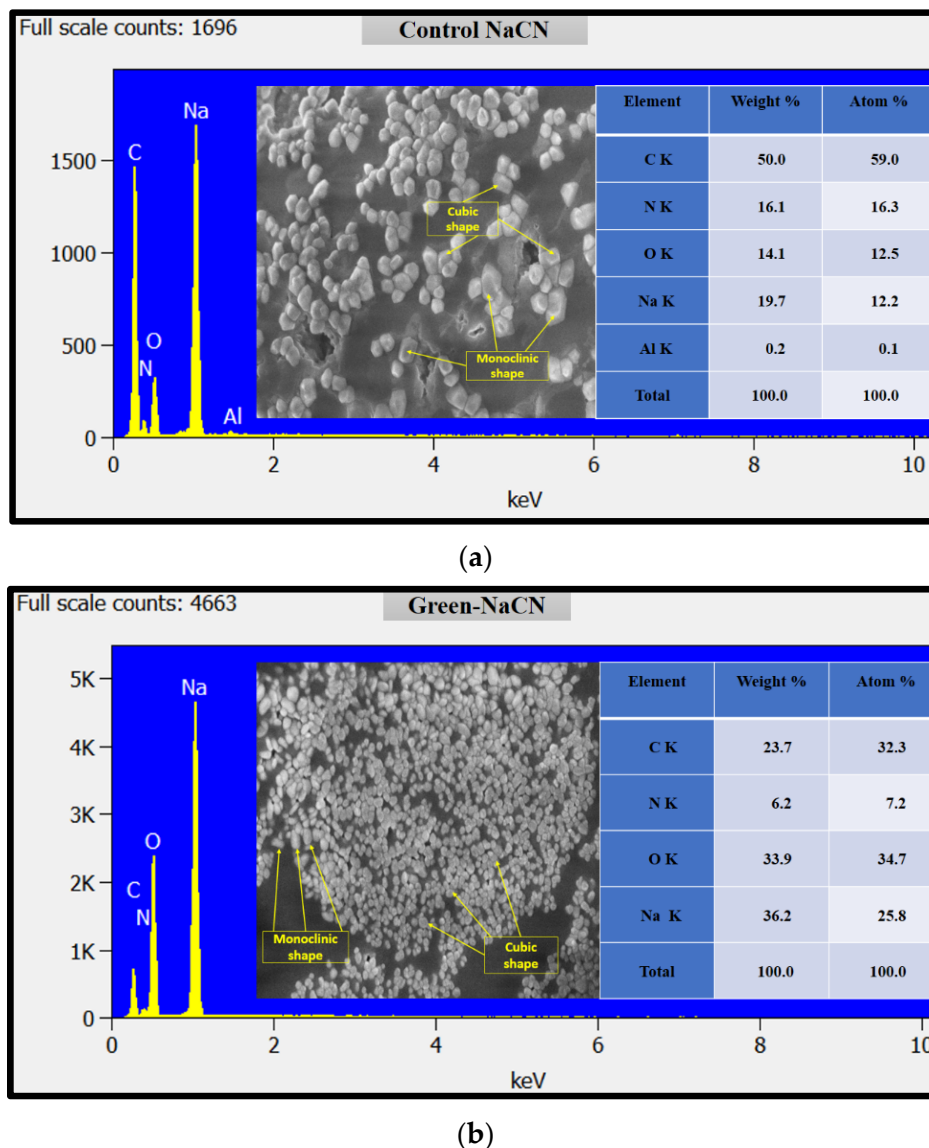 Full scale counts: 1696
Control NaCN
Na
C
O
N
Al
1500
1000
500
0
Cubic
shape
Monoclinic
shape
Element Weight % Atom %
C K 50.0 59.0
N K 16.1 16.3
O K 14.1 12.5
Na K 19.7 12.2
Al K 0.2 0.1
Total 100.0 100.0
0 2 4 6 8 10
keV
(a)
Full scale counts: 4663
Green-NaCN
Na
O
C
N
5K
4K
3K
2K
1K
0
Monoclinic
shape
Cubic
shape
Element Weight % Atom %
C K 23.7 32.3
N K 6.2 7.2
O K 33.9 34.7
Na K 36.2 25.8
Total 100.0 100.0
0 2 4 6 8 10
keV
(b)